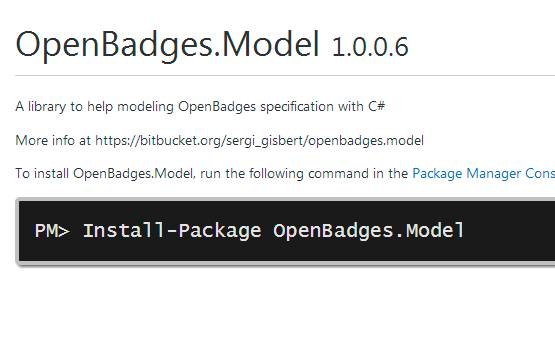 OpenBadges.Model 1.0.0.6
A library to help modeling OpenBadges specification with C#
More info at https://bitbucket.org/sergi_gisbert/openbadges.model
To install OpenBadges.Model, run the following command in the Package Manager Cons
PM> Install-Package OpenBadges.Model